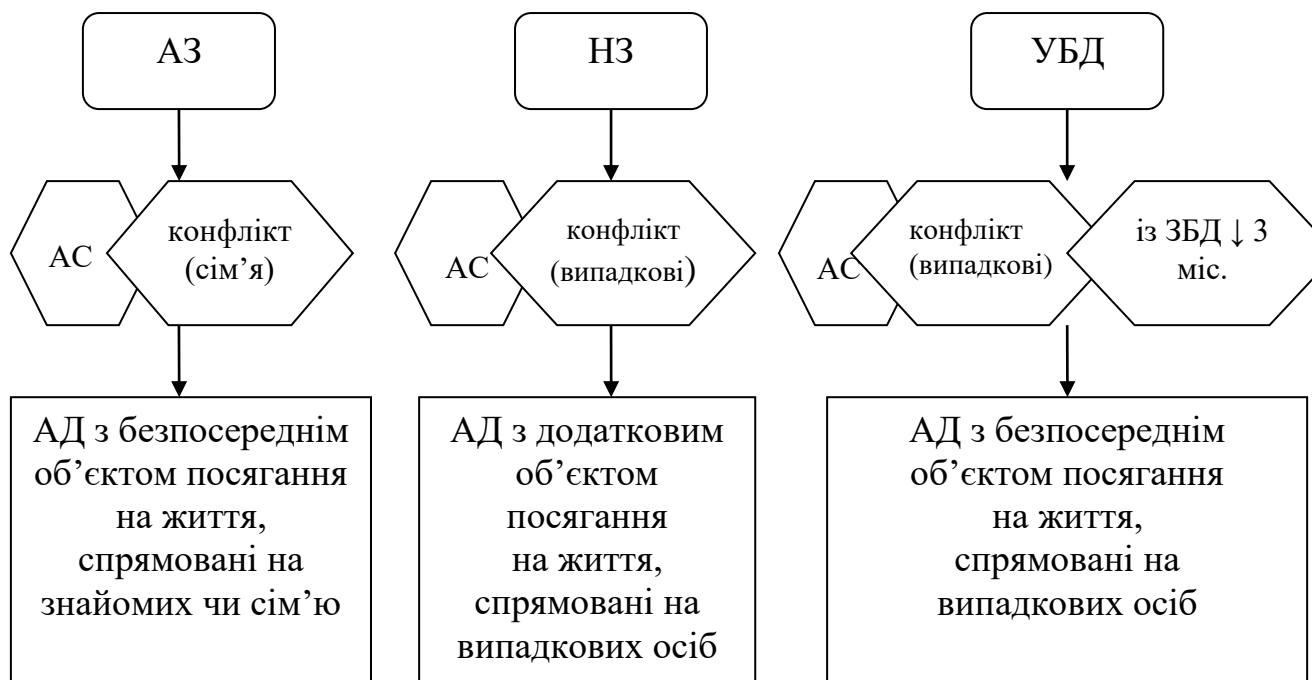 АЗ
НЗ
УБД
АС
конфлікт
(сім’я)
АС
конфлікт
(випадкові)
АС
конфлікт
(випадкові)
із ЗБД ↓ 3
міс.
АД з безпосереднім
об’єктом посягання
на життя,
спрямовані на
знайомих чи сім’ю
АД з додатковим
об’єктом
посягання
на життя,
спрямовані на
випадкових осіб
АД з безпосереднім
об’єктом посягання
на життя,
спрямовані на
випадкових осіб